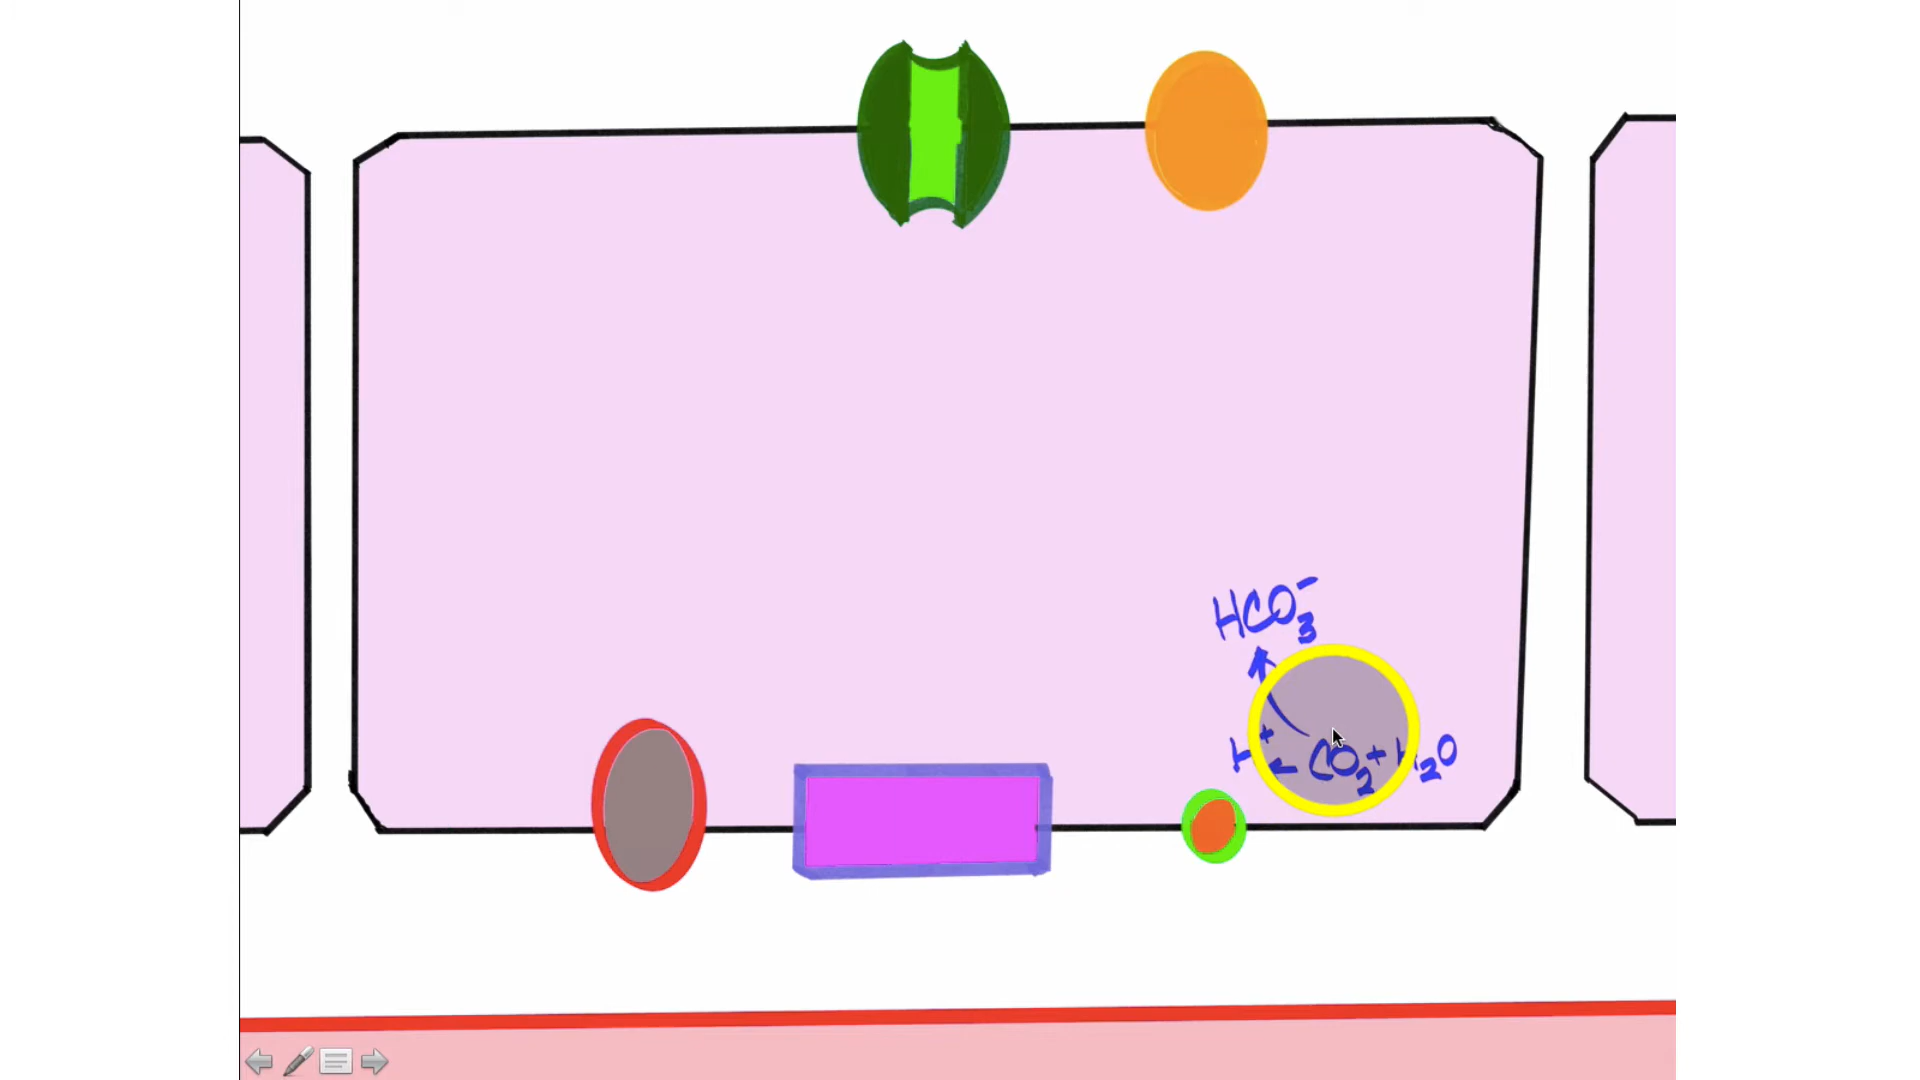 HCO₃⁻
H⁺ ← CO₂ + H₂O